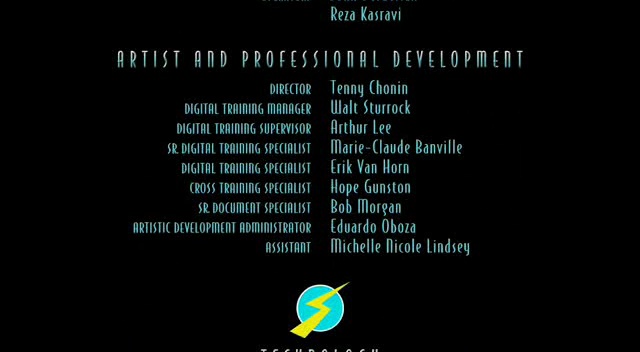 Reza Kasravi
ARTIST AND PROFESSIONAL DEVELOPMENT
DIRECTOR Tenny Chonin
DIGITAL TRAINING MANAGER Walt Sturrock
DIGITAL TRAINING SUPERVISOR Arthur Lee
SR. DIGITAL TRAINING SPECIALIST Marie-Claude Banville
DIGITAL TRAINING SPECIALIST Erik Van Horn
CROSS TRAINING SPECIALIST Hope Gunston
SR. DOCUMENT SPECIALIST Bob Morgan
ARTISTIC DEVELOPMENT ADMINISTRATOR Eduardo Oboza
ASSISTANT Michelle Nicole Lindsey
TECHNOLOGY